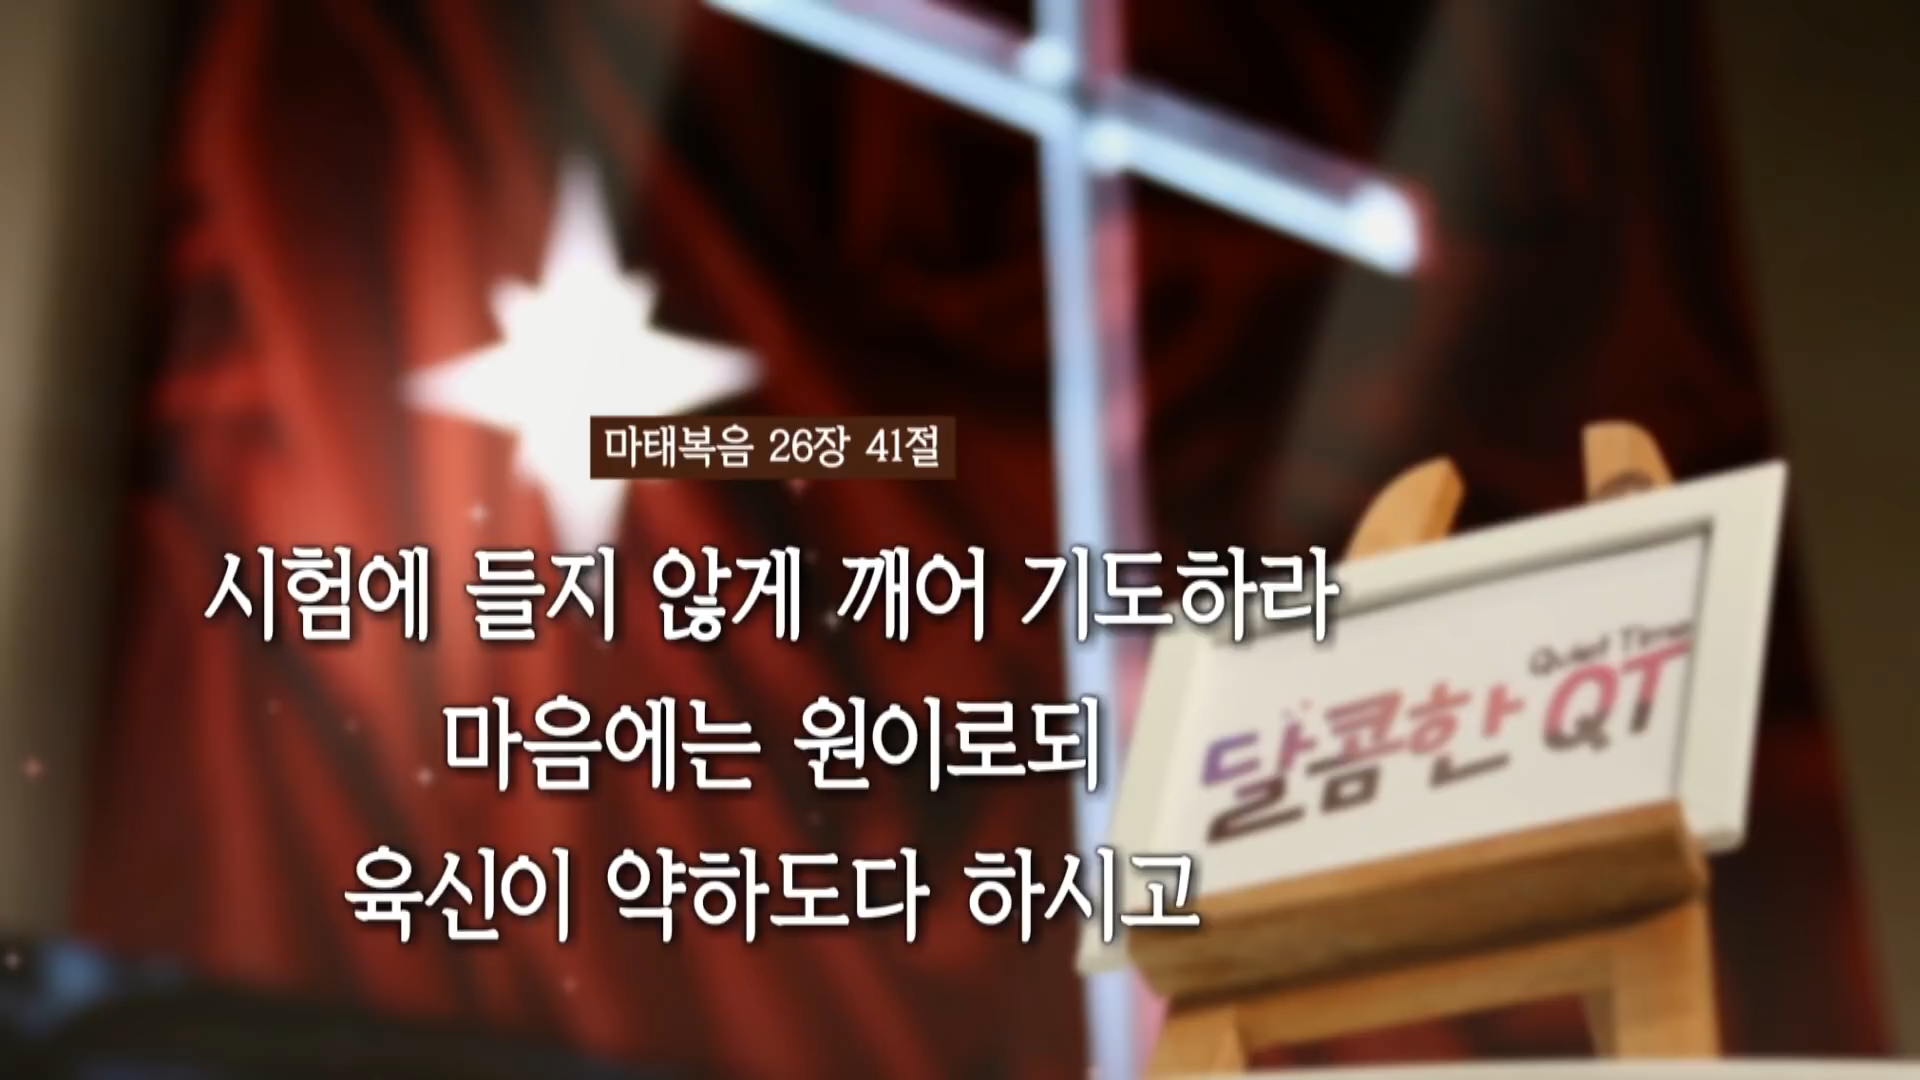 마태복음 26장 41절
시험에 들지 않게 깨어 기도하라
마음에는 원이로되
육신이 약하도다 하시고
Quiet Time
달콤한 QT